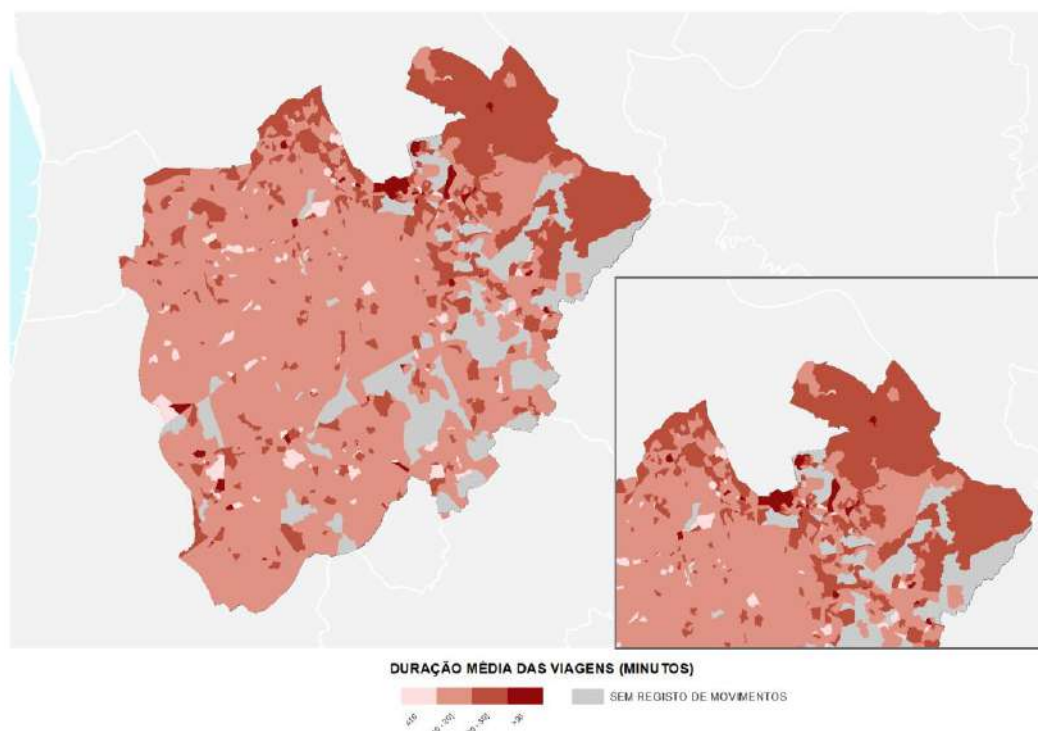 DURAÇÃO MÉDIA DAS VIAGENS (MINUTOS)
SEM REGISTO DE MOVIMENTOS